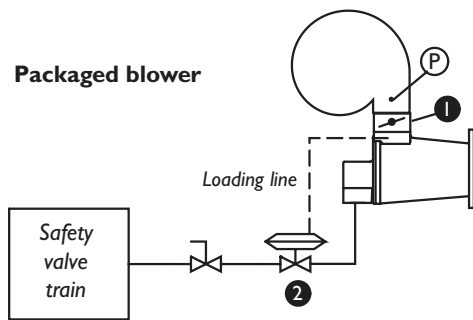 Packaged blower
P
1
Loading line
Safety
valve
train
2